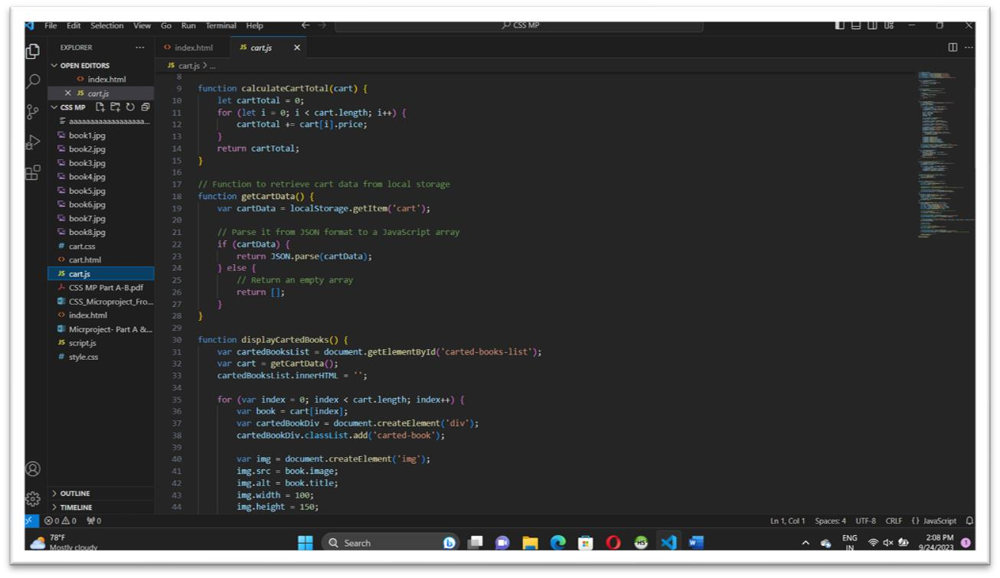 File Edit Selection View Go Run Terminal Help
CSS MP
EXPLORER
index.html
JS cart.js
OPEN EDITORS
index.html
JS cart.js
CSS MP
aaaaaaaaaaaaaaaaaa...
book1.jpg
book2.jpg
book3.jpg
book4.jpg
book5.jpg
book6.jpg
book7.jpg
book8.jpg
# cart.css
cart.html
JS cart.js
CSS MP Part A-B.pdf
CSS_Microproject_Fro...
index.html
Micrproject- Part A &...
JS script.js
# style.css
OUTLINE
TIMELINE
JS cart.js > ...
8
9 function calculateCartTotal(cart) {
10 let cartTotal = 0;
11 for (let i = 0; i < cart.length; i++) {
12 cartTotal += cart[i].price;
13 }
14 return cartTotal;
15 }
16
17 // Function to retrieve cart data from local storage
18 function getCartData() {
19 var cartData = localStorage.getItem('cart');
20
21 // Parse it from JSON format to a JavaScript array
22 if (cartData) {
23 return JSON.parse(cartData);
24 } else {
25 // Return an empty array
26 return [];
27 }
28 }
29
30 function displayCartedBooks() {
31 var cartedBooksList = document.getElementById('carted-books-list');
32 var cart = getCartData();
33 cartedBooksList.innerHTML = '';
34
35 for (var index = 0; index < cart.length; index++) {
36 var book = cart[index];
37 var cartedBookDiv = document.createElement('div');
38 cartedBookDiv.classList.add('carted-book');
39
40 var img = document.createElement('img');
41 img.src = book.image;
42 img.alt = book.title;
43 img.width = 100;
44 img.height = 150;
0 0 0
Ln 1, Col 1 Spaces: 4 UTF-8 CRLF {} JavaScript
78°F
Mostly cloudy
Search
HS
W
ENG
IN
2:08 PM
9/24/2023
1